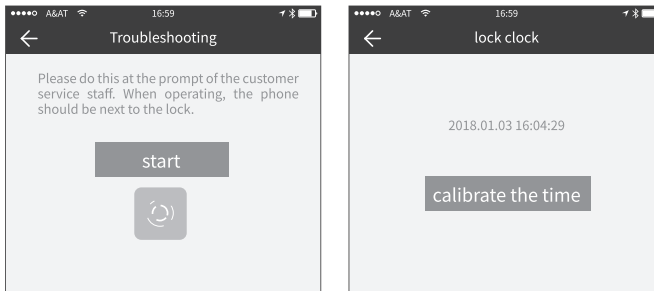 A&AT 16:59
Troubleshooting
Please do this at the prompt of the customer
service staff. When operating, the phone
should be next to the lock.
start
A&AT 16:59
lock clock
2018.01.03 16:04:29
calibrate the time